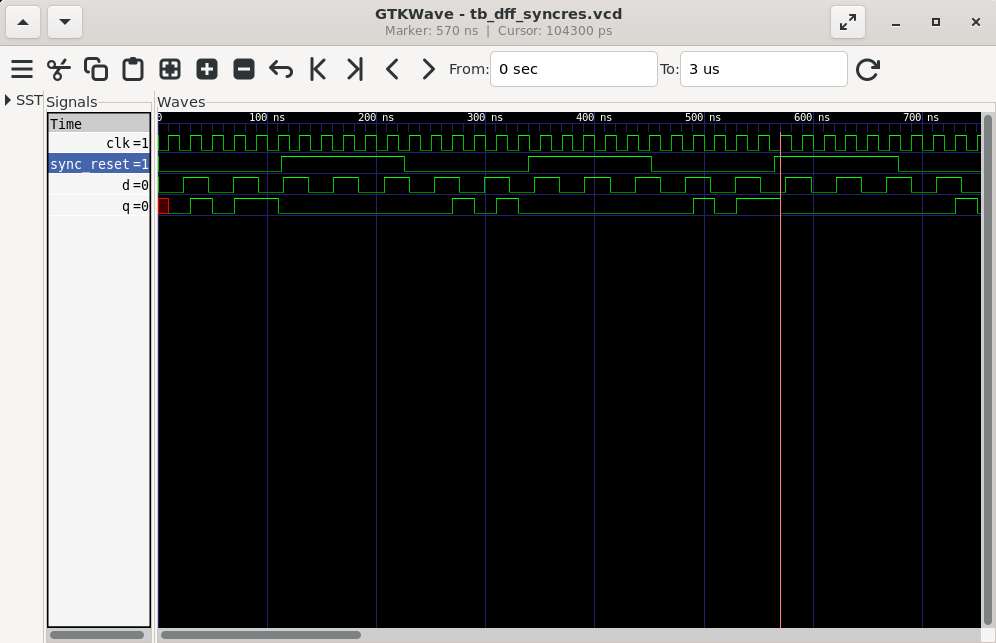 GTKWave - tb_dff_syncres.vcd
Marker: 570 ns | Cursor: 104300 ps
From: 0 sec To: 3 us
SST
Signals
Waves
Time
0 100 ns 200 ns 300 ns 400 ns 500 ns 600 ns 700 ns
clk =1
sync_reset =1
d =0
q =0